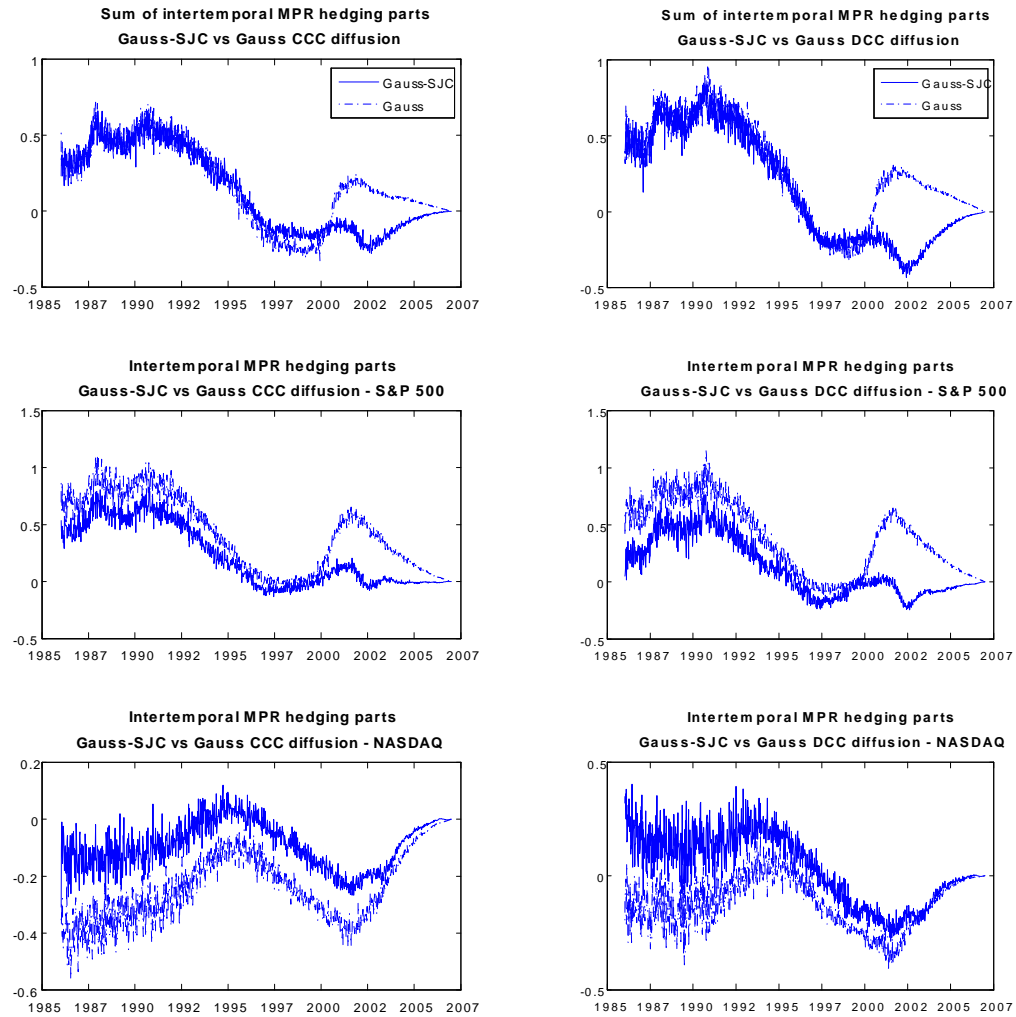 Sum of intertemporal MPR hedging parts
Gauss-SJC vs Gauss CCC diffusion
1
0.5
0
-0.5
1985 1987 1990 1992 1995 1997 2000 2002 2005 2007
Gauss-SJC
Gauss
Sum of intertemporal MPR hedging parts
Gauss-SJC vs Gauss DCC diffusion
1
0.5
0
-0.5
1985 1987 1990 1992 1995 1997 2000 2002 2005 2007
Gauss-SJC
Gauss
Intertemporal MPR hedging parts
Gauss-SJC vs Gauss CCC diffusion - S&P 500
1.5
1
0.5
0
-0.5
1985 1987 1990 1992 1995 1997 2000 2002 2005 2007
Intertemporal MPR hedging parts
Gauss-SJC vs Gauss DCC diffusion - S&P 500
1.5
1
0.5
0
-0.5
1985 1987 1990 1992 1995 1997 2000 2002 2005 2007
Intertemporal MPR hedging parts
Gauss-SJC vs Gauss CCC diffusion - NASDAQ
0.2
0
-0.2
-0.4
-0.6
1985 1987 1990 1992 1995 1997 2000 2002 2005 2007
Intertemporal MPR hedging parts
Gauss-SJC vs Gauss DCC diffusion - NASDAQ
0.5
0
-0.5
1985 1987 1990 1992 1995 1997 2000 2002 2005 2007